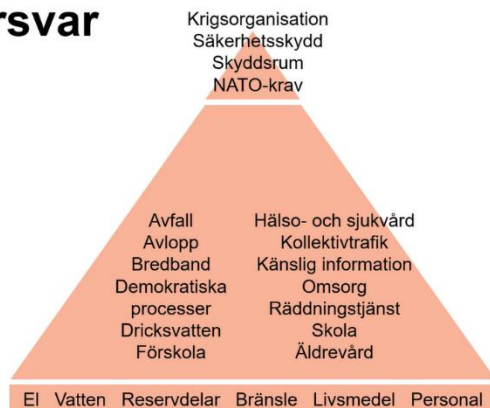 rsvar
Krigsorganisation
Säkerhetsskydd
Skyddsrum
NATO-krav
Avfall
Avlopp
Bredband
Demokratiska
processer
Dricksvatten
Förskola
Hälso- och sjukvård
Kollektivtrafik
Känslig information
Omsorg
Räddningstjänst
Skola
Äldrevård
El Vatten Reservdelar Bränsle Livsmedel Personal